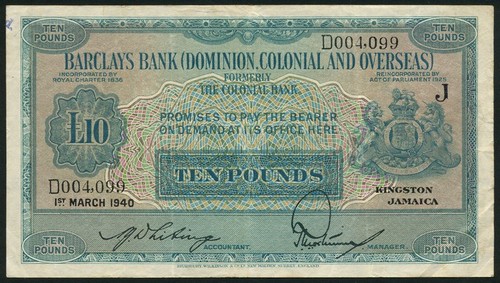 TEN POUNDS TEN POUNDS
D004,099
BARCLAYS BANK (DOMINION, COLONIAL AND OVERSEAS)
INCORPORATED BY ROYAL CHARTER 1836
FORMERLY
THE COLONIAL BANK.
REINCORPORATED BY ACT OF PARLIAMENT 1925
J
PROMISES TO PAY THE BEARER
ON DEMAND AT ITS OFFICE HERE
£10
TEN POUNDS
D004,099
1ST MARCH 1940
KINGSTON
JAMAICA
ACCOUNTANT.
MANAGER.
TEN POUNDS TEN POUNDS